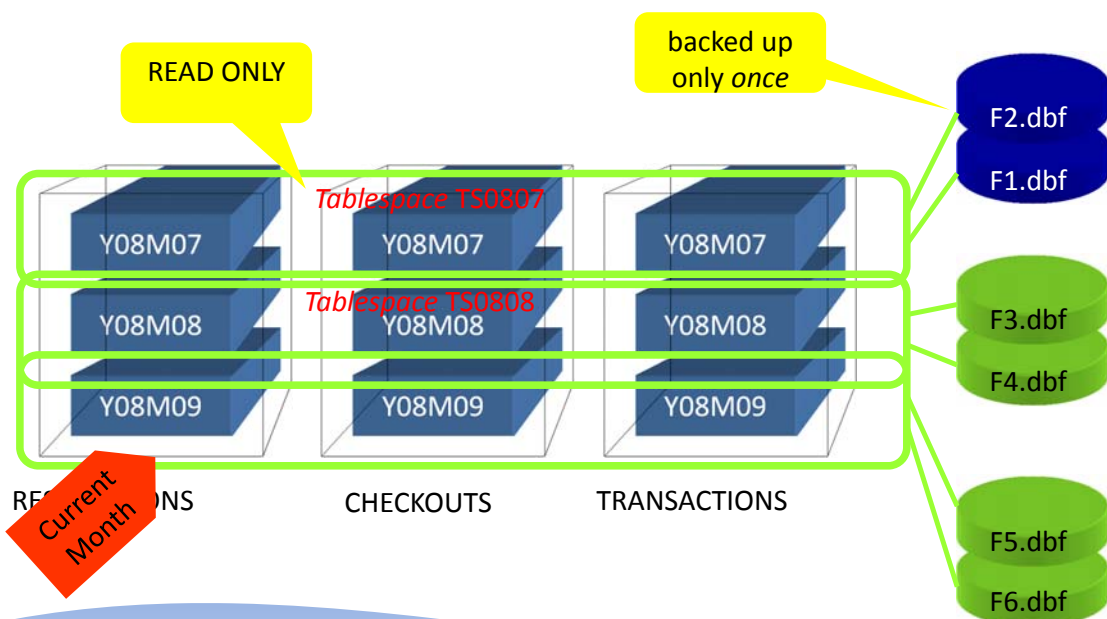 READ ONLY
backed up
only once
F2.dbf
F1.dbf
Tablespace TS0807
Y08M07
Y08M07
Y08M07
Tablespace TS0808
Y08M08
Y08M08
Y08M08
F3.dbf
F4.dbf
Y08M09
Y08M09
Y08M09
CHECKOUTS
TRANSACTIONS
Current
Month
F5.dbf
F6.dbf